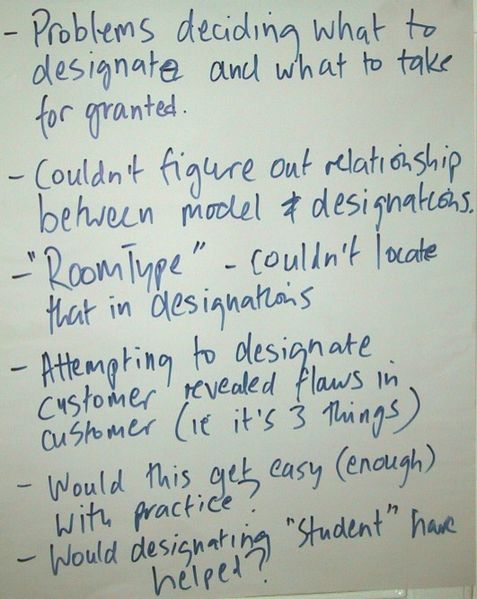 - Problems deciding what to
designate and what to take
for granted.
- Couldn't figure out relationship
between model & designations.
- "RoomType" - couldn't locate
that in designations
- Attempting to designate
customer revealed flaws in
customer (ie it's 3 things)
- Would this get easy (enough)
with practice?
- Would designating "student" have
helped?